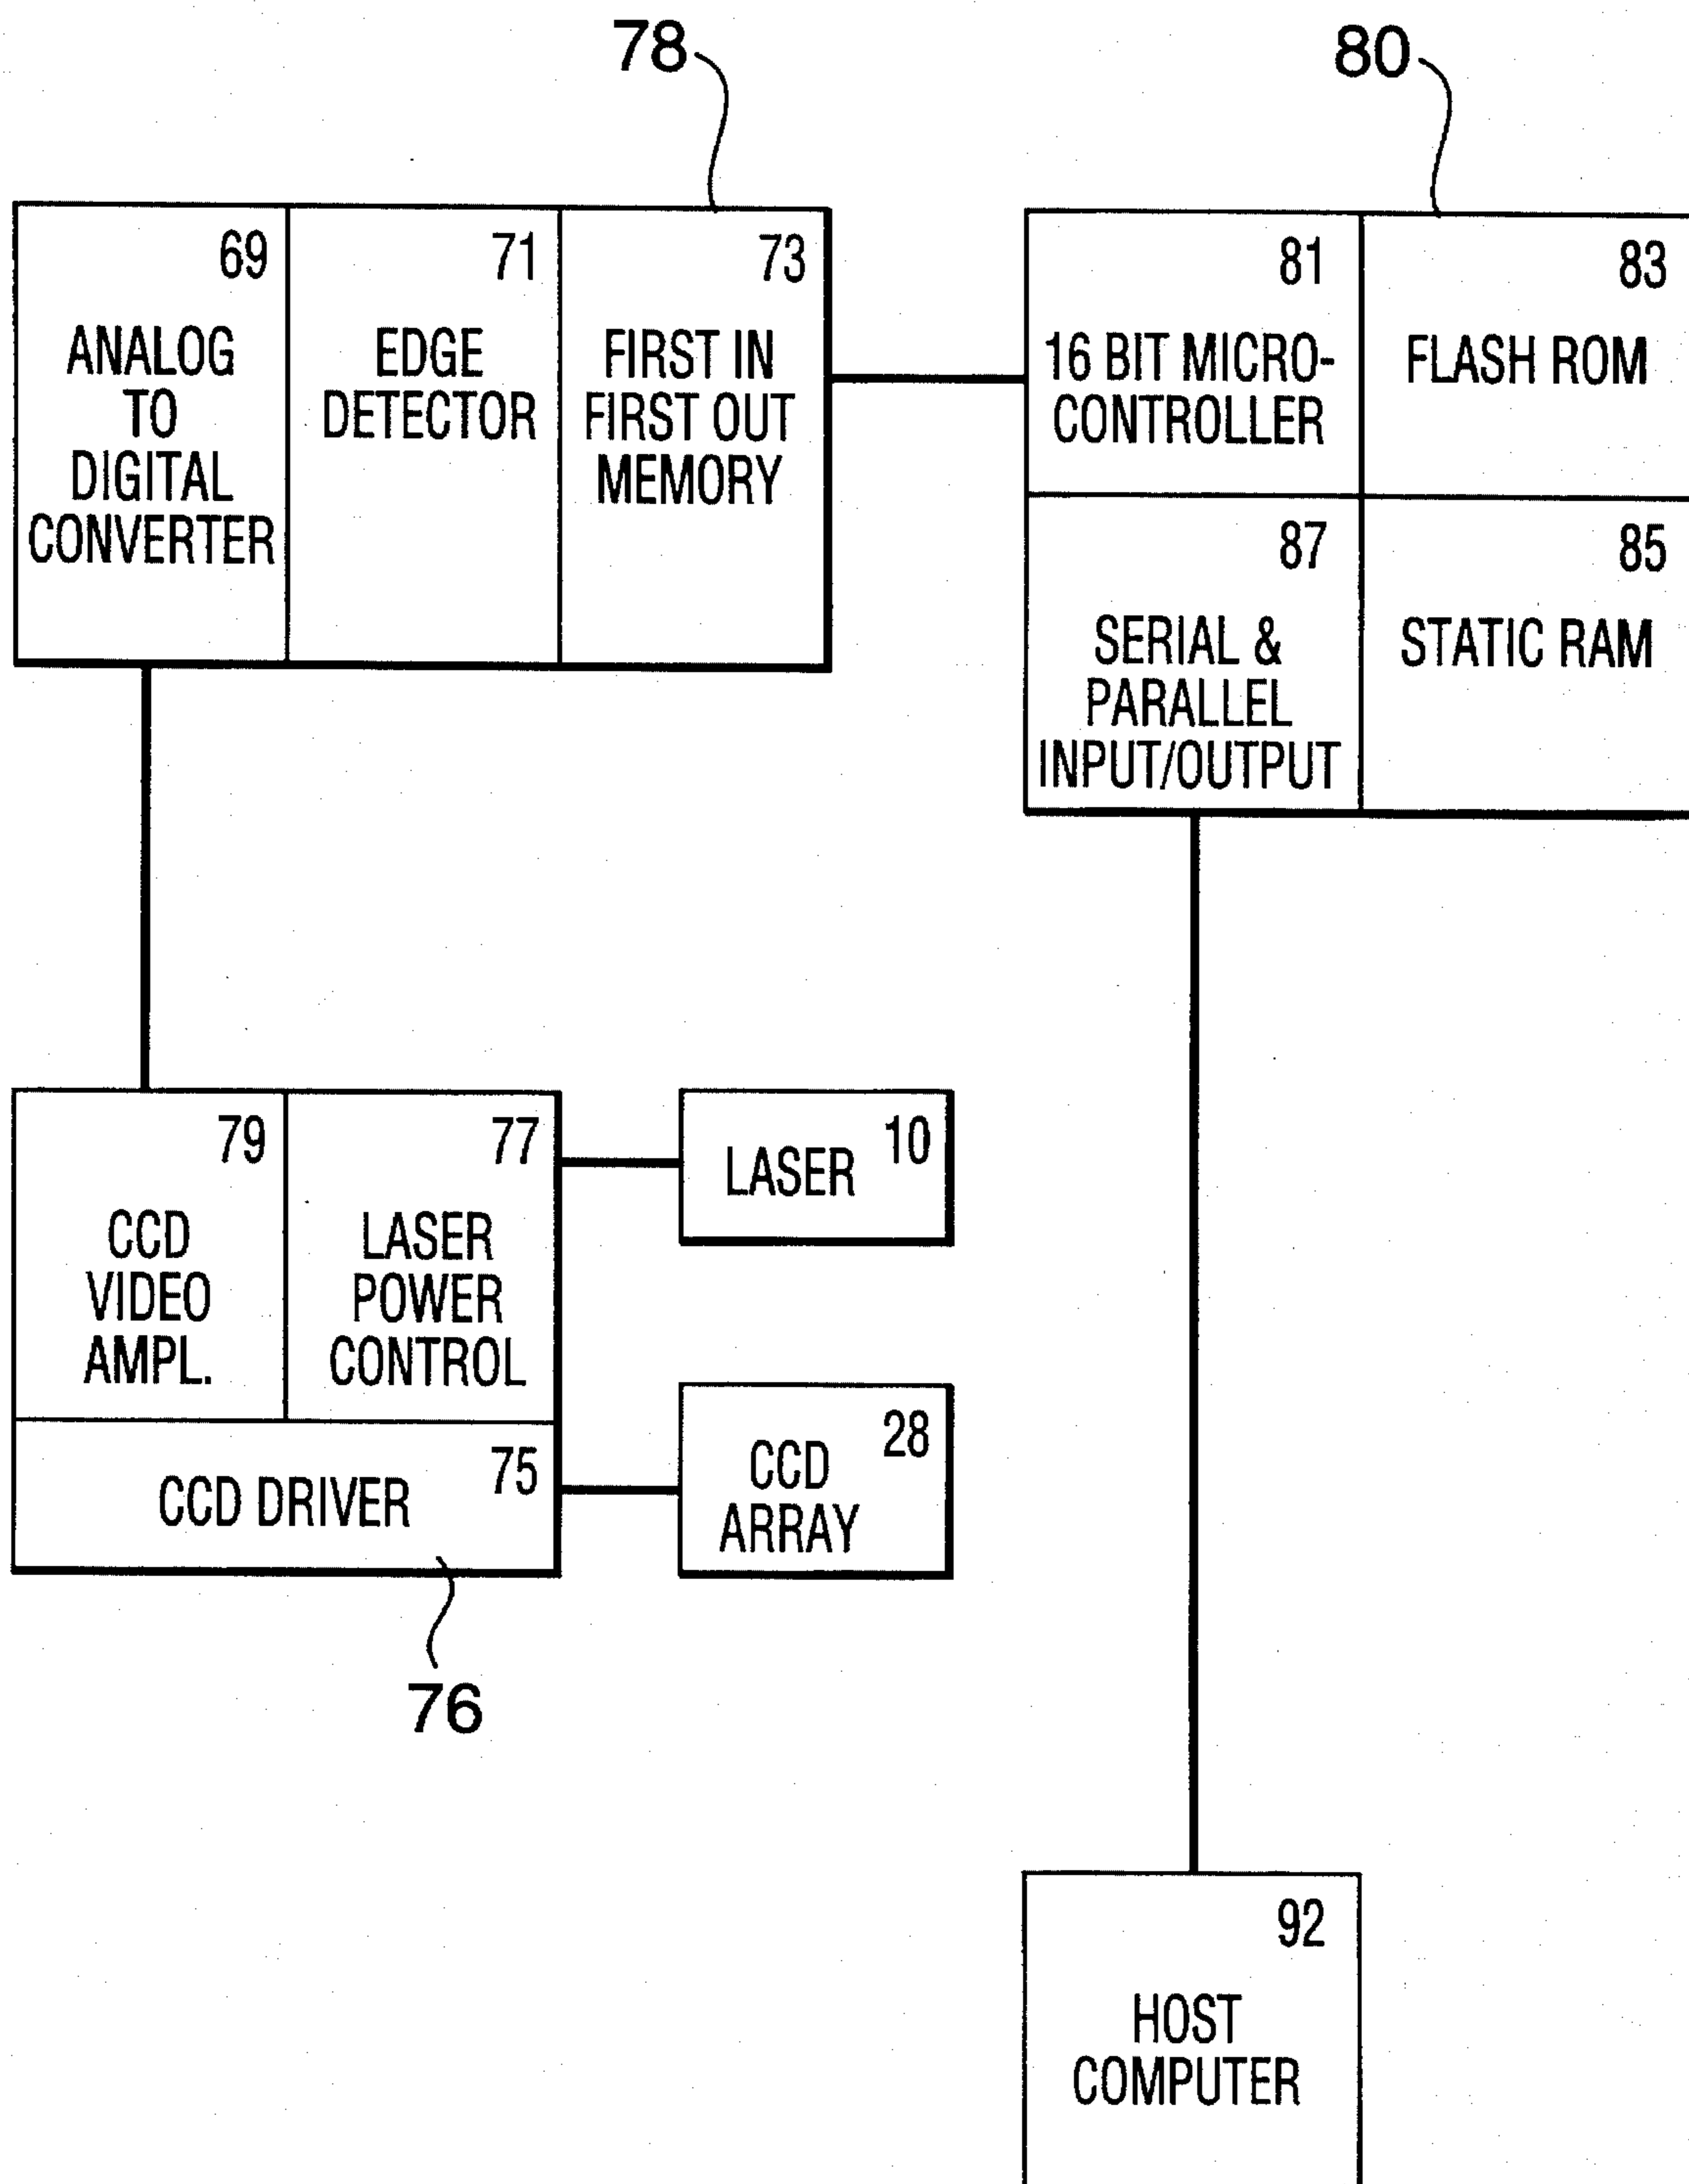 78
80
69
ANALOG
TO
DIGITAL
CONVERTER
71
EDGE
DETECTOR
73
FIRST IN
FIRST OUT
MEMORY
81
16 BIT MICRO-
CONTROLLER
83
FLASH ROM
87
SERIAL &
PARALLEL
INPUT/OUTPUT
85
STATIC RAM
79
CCD
VIDEO
AMPL.
77
LASER
POWER
CONTROL
10
LASER
75
CCD DRIVER
28
CCD
ARRAY
76
92
HOST
COMPUTER